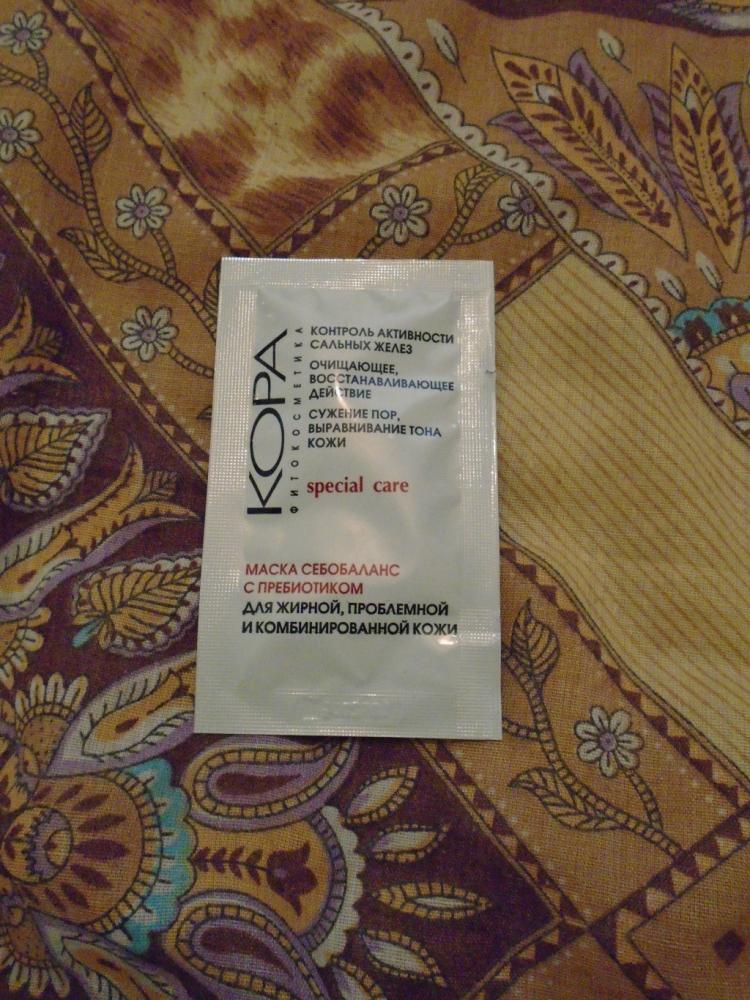 КОРА
ФИТОКОСМЕТИКА
КОНТРОЛЬ АКТИВНОСТИ
САЛЬНЫХ ЖЕЛЕЗ
ОЧИЩАЮЩЕЕ,
ВОССТАНАВЛИВАЮЩЕЕ
ДЕЙСТВИЕ
СУЖЕНИЕ ПОР,
ВЫРАВНИВАНИЕ ТОНА
КОЖИ
special care
МАСКА СЕБОБАЛАНС
С ПРЕБИОТИКОМ
ДЛЯ ЖИРНОЙ, ПРОБЛЕМНОЙ
И КОМБИНИРОВАННОЙ КОЖИ